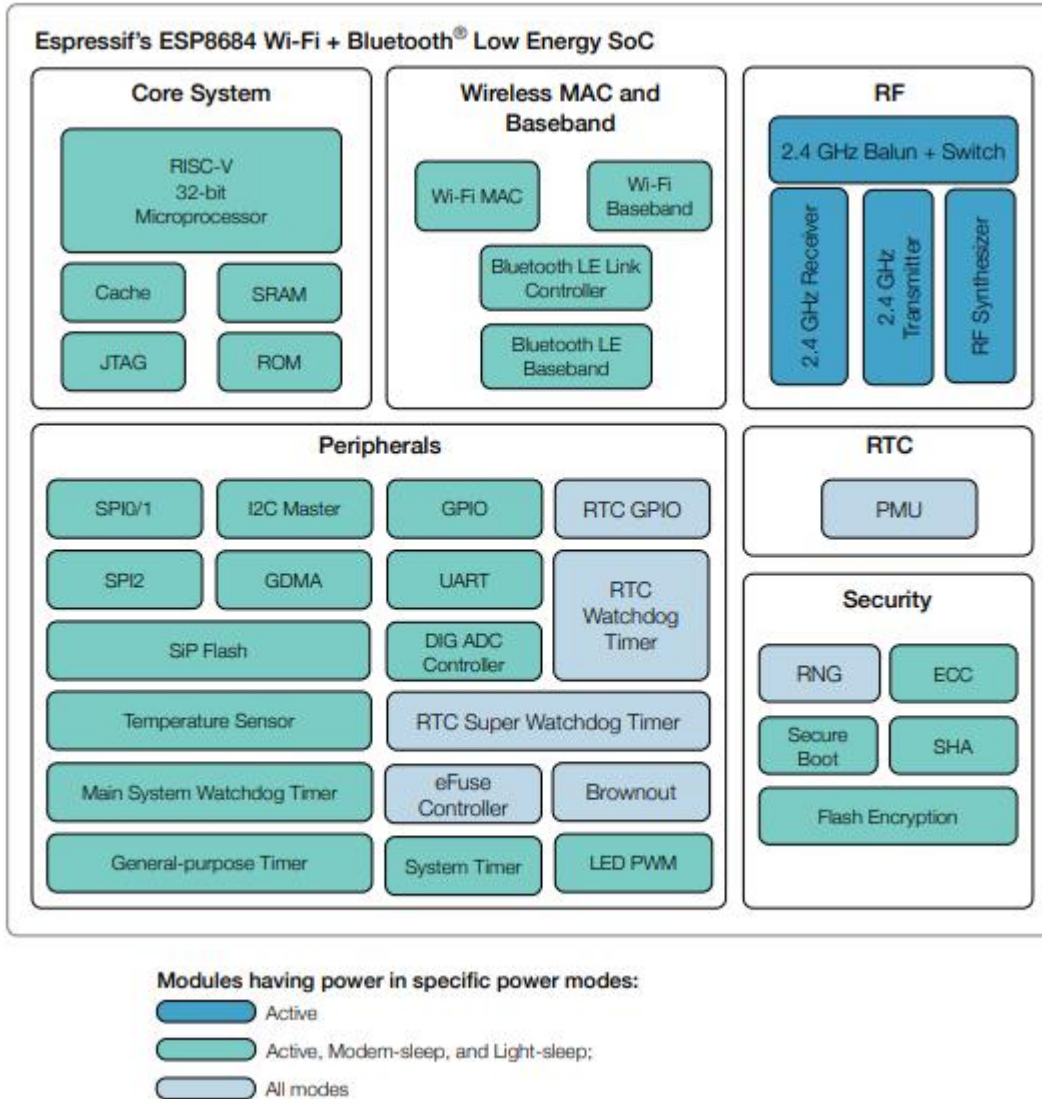 Espressif's ESP8684 Wi-Fi + Bluetooth® Low Energy SoC
Core System
RISC-V
32-bit
Microprocessor
Cache
SRAM
JTAG
ROM
Wireless MAC and
Baseband
Wi-Fi MAC
Wi-Fi
Baseband
Bluetooth LE Link
Controller
Bluetooth LE
Baseband
RF
2.4 GHz Balun + Switch
2.4 GHz Receiver
2.4 GHz
Transmitter
RF Synthesizer
Peripherals
SPI0/1
I2C Master
GPIO
RTC GPIO
SPI2
GDMA
UART
RTC
Watchdog
Timer
SiP Flash
DIG ADC
Controller
Temperature Sensor
RTC Super Watchdog Timer
Main System Watchdog Timer
eFuse
Controller
Brownout
General-purpose Timer
System Timer
LED PWM
RTC
PMU
Security
RNG
ECC
Secure
Boot
SHA
Flash Encryption
Modules having power in specific power modes:
Active
Active, Modem-sleep, and Light-sleep;
All modes